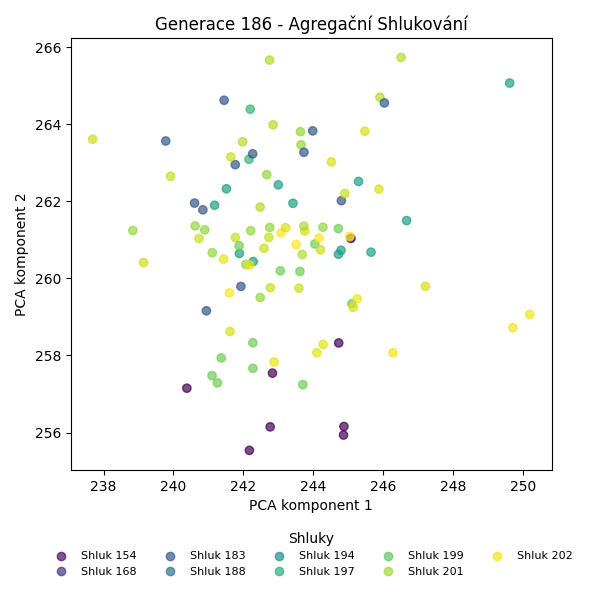 Generace 186 - Agregační Shlukování
266
264
262
260
258
256
PCA komponent 2
238 240 242 244 246 248 250
PCA komponent 1
Shluky
Shluk 154 Shluk 183 Shluk 194 Shluk 199 Shluk 202
Shluk 168 Shluk 188 Shluk 197 Shluk 201